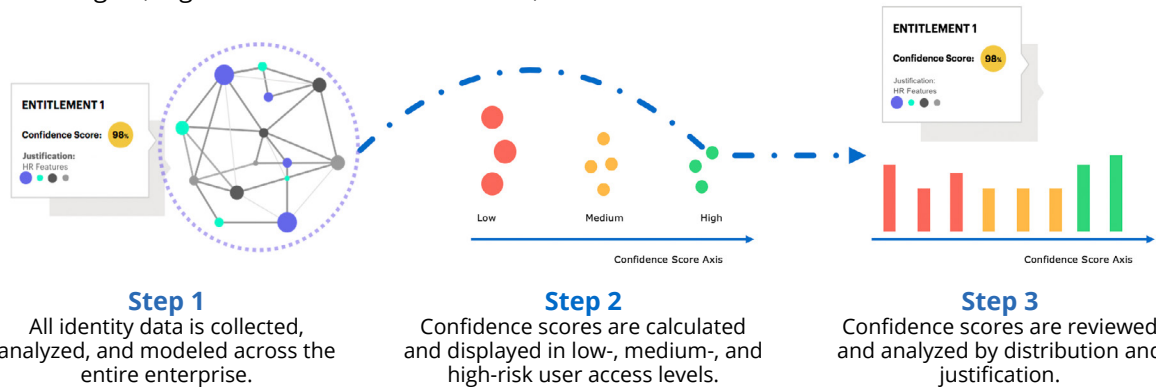 ENTITLEMENT 1
Confidence Score: 98%
Justification:
HR Features
Low
Medium
High
Confidence Score Axis
ENTITLEMENT 1
Confidence Score: 98%
Justification:
HR Features
Confidence Score Axis
Step 1
All identity data is collected,
analyzed, and modeled across the
entire enterprise.
Step 2
Confidence scores are calculated
and displayed in low-, medium-, and
high-risk user access levels.
Step 3
Confidence scores are reviewed
and analyzed by distribution and
justification.